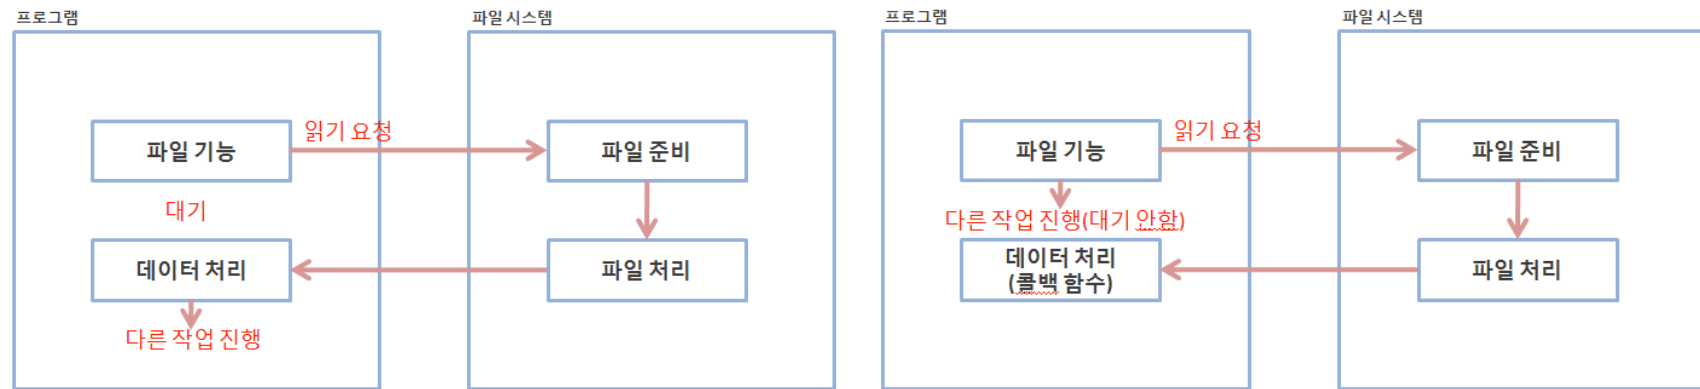 프로그램
파일 시스템
파일 기능
읽기 요청
파일 준비
대기
데이터 처리
파일 처리
다른 작업 진행
프로그램
파일 시스템
파일 기능
읽기 요청
파일 준비
다른 작업 진행(대기 안함)
데이터 처리
(콜백 함수)
파일 처리